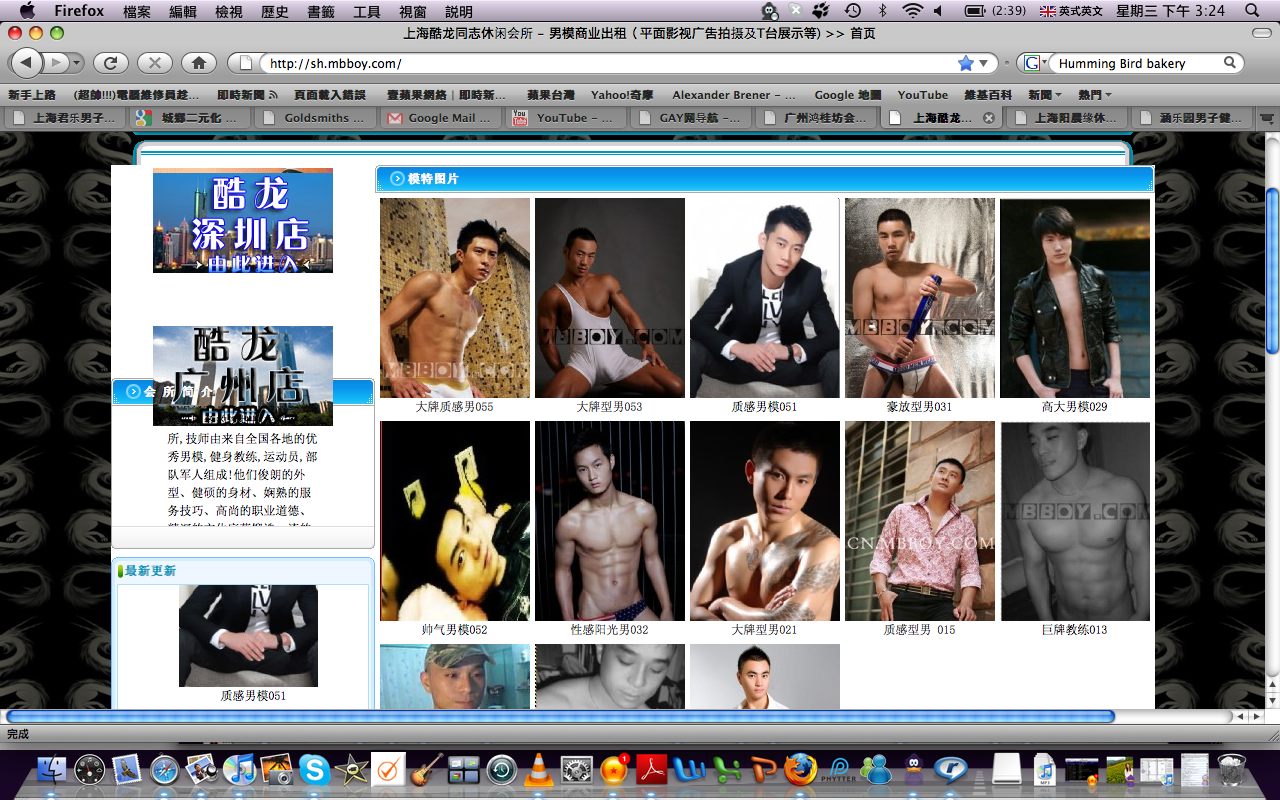 Firefox 檔案 編輯 檢視 歷史 書籤 工具 視窗 說明 (2:39) 英式英文 星期三 下午 3:24
上海酷龙同志休闲会所 - 男模商业出租（平面影视广告拍摄及T台展示等) >> 首页
http://sh.mbboy.com/ Humming Bird bakery
新手上路 (超帥!!!)電腦維修員趁... 即時新聞 頁面載入錯誤 壹蘋果網絡 | 即時新... 蘋果台灣 Yahoo!奇摩 Alexander Brener - ... Google 地圖 YouTube 維基百科 新聞 熱門
上海君乐男子... 城鄉二元化 ... Goldsmiths ... Google Mail ... YouTube - ... GAY网导航 - ... 广州鸿桂坊会... 上海酷龙... 上海阳晨缘休... 涵乐园男子健...
酷龙
深圳店
由此进入
酷龙
广州店
由此进入
会所简介
所,技师由来自全国各地的优
秀男模,健身教练,运动员,部
队军人组成!他们俊朗的外
型、健硕的身材、娴熟的服
务技巧、高尚的职业道德、
最新更新
质感男模051
模特图片
MBBOY.COM
MBBOY.COM
MBBOY.COM
大牌质感男055 大牌型男053 质感男模051 豪放型男031 高大男模029
CN.MBBOY.COM
MBBOY.COM
帅气男模052 性感阳光男032 大牌型男021 质感型男 015 巨牌教练013
完成
1
PHYTTER
MP3